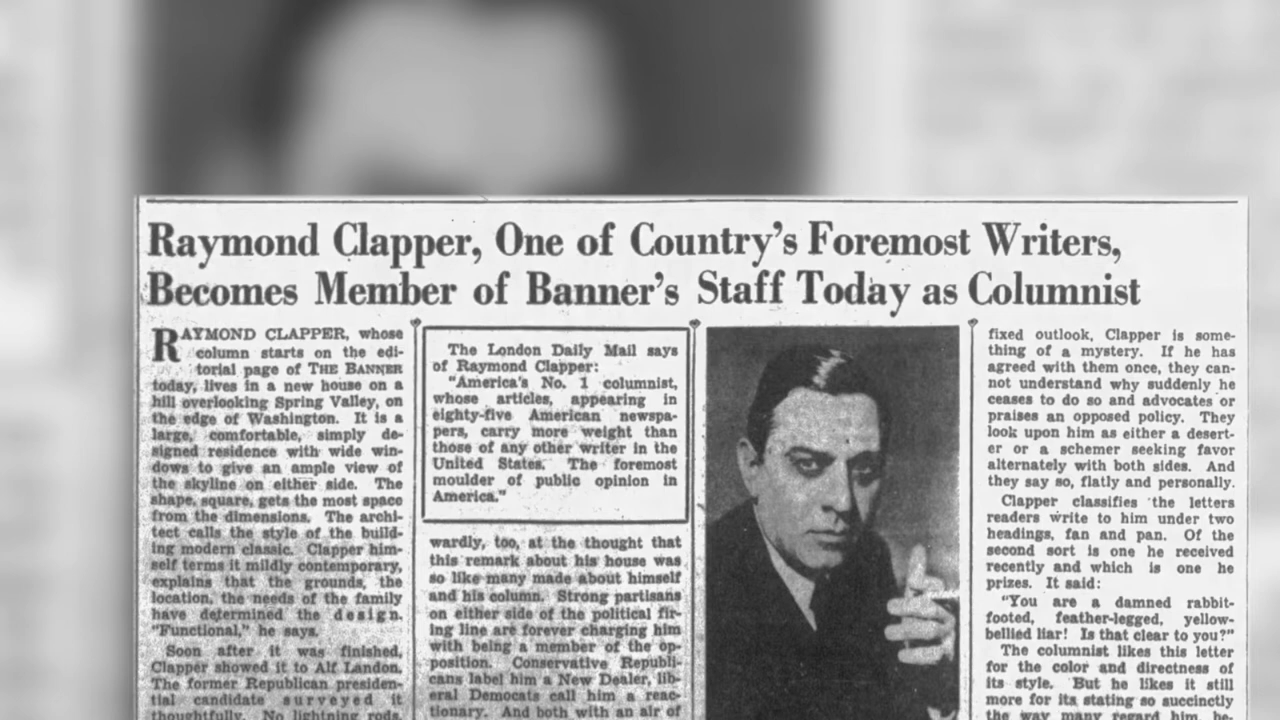 Raymond Clapper, One of Country's Foremost Writers,
Becomes Member of Banner's Staff Today as Columnist
RAYMOND CLAPPER, whose
column starts on the edi-
torial page of THE BANNER
today, lives in a new house on a
hill overlooking Spring Valley, on
the edge of Washington. It is a
large, comfortable, simply de-
signed residence with wide win-
dows to give an ample view of
the skyline on either side. The
shape, square, gets the most space
from the dimensions. The archi-
tect calls the style of the build-
ing modern classic. Clapper him-
self terms it mildly contemporary,
explains that the grounds, the
location, the needs of the family
have determined the design.
"Functional," he says.
Soon after it was finished,
Clapper showed it to Alf Landon.
The former Republican presiden-
tial candidate surveyed it
thoughtfully. No lightning rods,
The London Daily Mail says
of Raymond Clapper:
"America's No. 1 columnist,
whose articles, appearing in
eighty-five American newspa-
pers, carry more weight than
those of any other writer in the
United States. The foremost
moulder of public opinion in
America."
wardly, too, at the thought that
this remark about his house was
so like many made about himself
and his column. Strong partisans
on either side of the political fir-
ing line are forever charging him
with being a member of the op-
position. Conservative Republi-
cans label him a New Dealer, lib-
eral Democrats call him a reac-
tionary. And both with an air of
fixed outlook, Clapper is some-
thing of a mystery. If he has
agreed with them once, they can-
not understand why suddenly he
ceases to do so and advocates or
praises an opposed policy. They
look upon him as either a desert-
er or a schemer seeking favor
alternately with both sides. And
they say so, flatly and personally.
Clapper classifies the letters
readers write to him under two
headings, fan and pan. Of the
second sort is one he received
recently and which is one he
prizes. It said:
"You are a damned rabbit-
footed, feather-legged, yellow-
bellied liar! Is that clear to you?"
The columnist likes this letter
for the color and directness of
its style. But he likes it still
more for its stating so succinctly
the way many regard him, be-